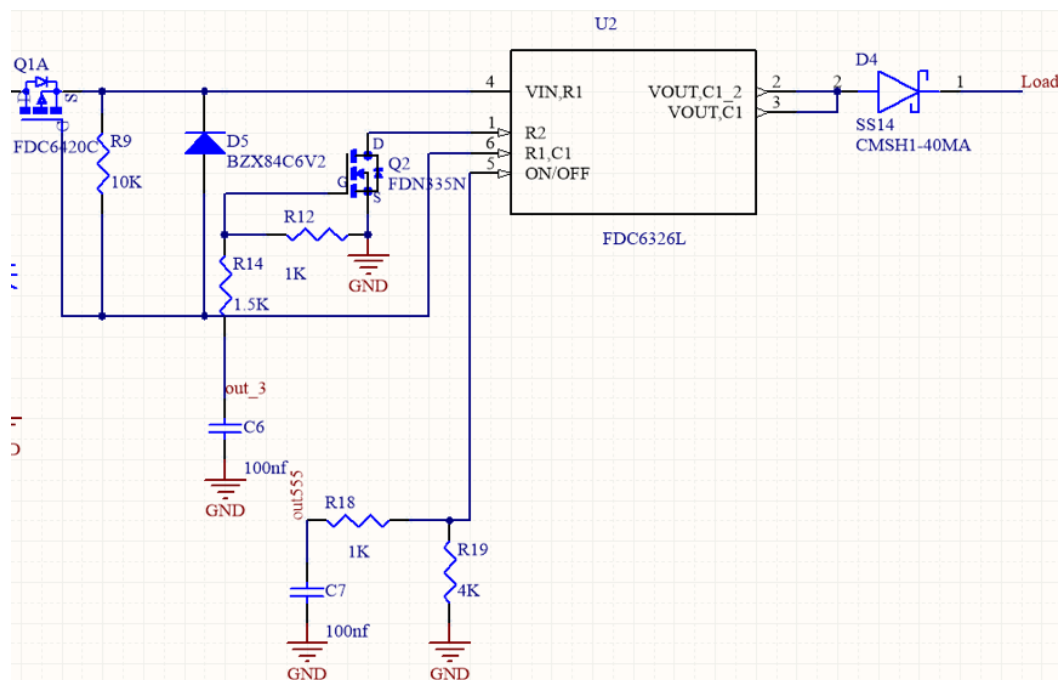 U2
Q1A
D
S
G
FDC6420C
R9
10K
D5
BZX84C6V2
D
G
S
Q2
FDN335N
R12
1K
GND
R14
1.5K
4
VIN,R1
1
R2
6
R1,C1
5
ON/OFF
VOUT,C1_2
2
VOUT,C1
3
FDC6326L
2
D4
1
Load
SS14
CMSH1-40MA
out_3
C6
100nf
GND
out555
R18
1K
R19
4K
C7
100nf
GND
GND